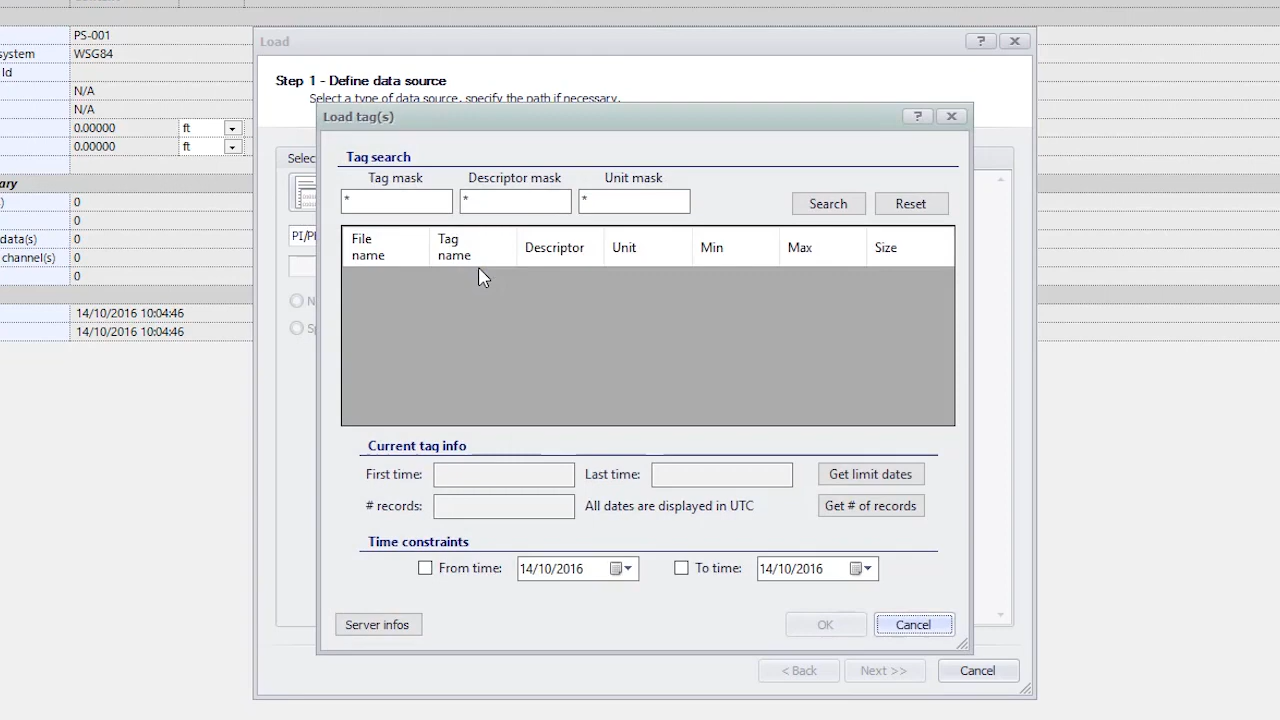 PS-001
system
WSG84
Id
N/A
N/A
0.00000
ft
0.00000
ft
0
0
data(s)
0
channel(s)
0
0
14/10/2016 10:04:46
14/10/2016 10:04:46
Load
?
Step 1 - Define data source
Select a type of data source, specify the path if necessary.
Load tag(s)
?
Tag search
Tag mask
Descriptor mask
Unit mask
*
*
*
Search
Reset
File name
Tag name
Descriptor
Unit
Min
Max
Size
Current tag info
First time:
Last time:
Get limit dates
# records:
All dates are displayed in UTC
Get # of records
Time constraints
From time:
14/10/2016
To time:
14/10/2016
Server infos
OK
Cancel
< Back
Next >>
Cancel